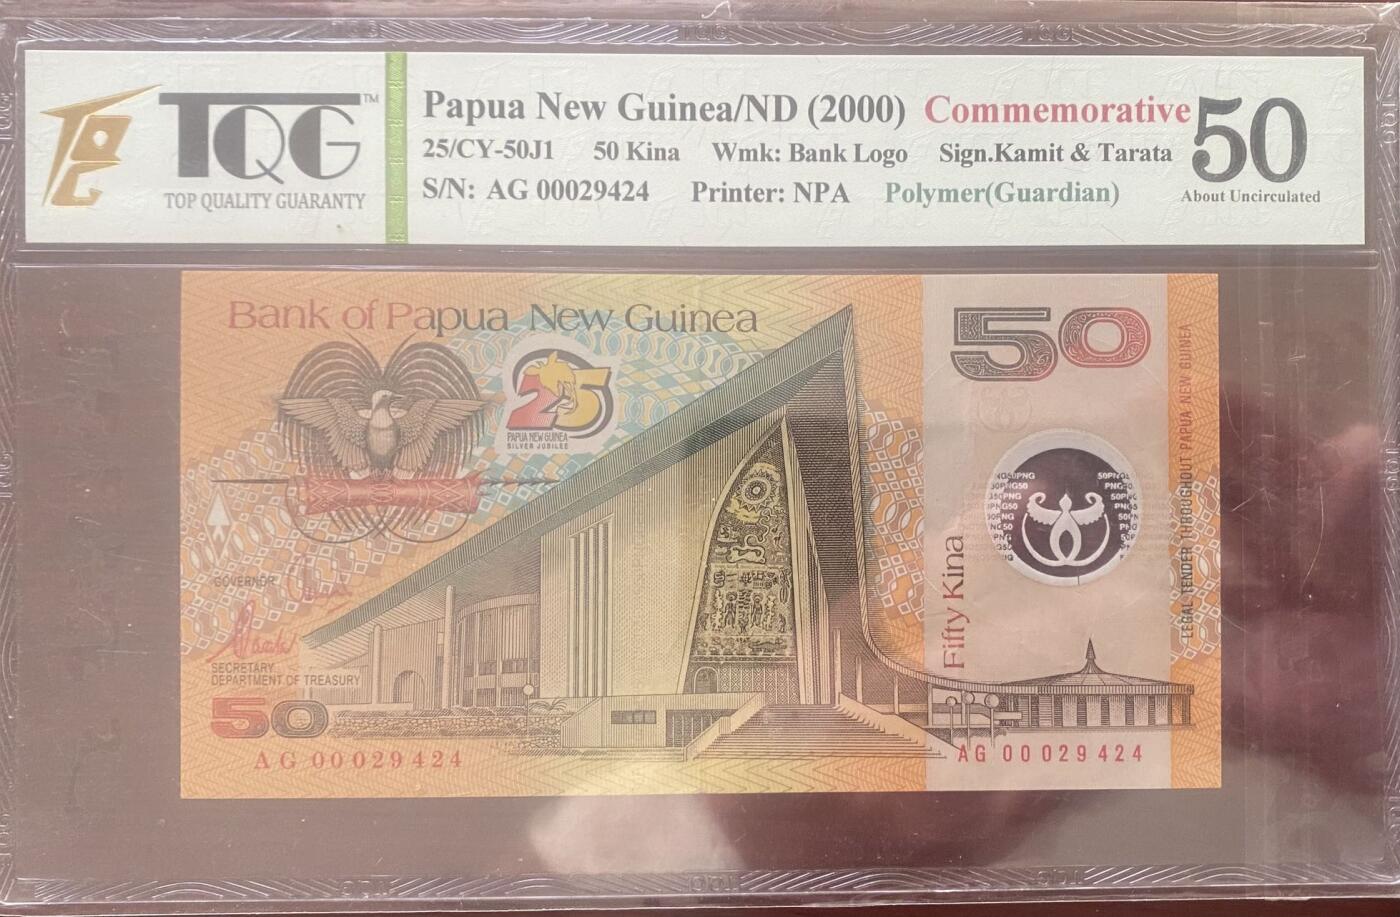 TQG™
TOP QUALITY GUARANTY
Papua New Guinea/ND (2000) Commemorative
25/CY-50J1 50 Kina Wmk: Bank Logo Sign.Kamit & Tarata
S/N: AG 00029424 Printer: NPA Polymer(Guardian)
50
About Uncirculated
Bank of Papua New Guinea
25
PAPUA NEW GUINEA
SILVER JUBILEE
50
LEGAL TENDER THROUGHOUT PAPUA NEW GUINEA
Fifty Kina
GOVERNOR
SECRETARY
DEPARTMENT OF TREASURY
50
AG 00029424
AG 00029424